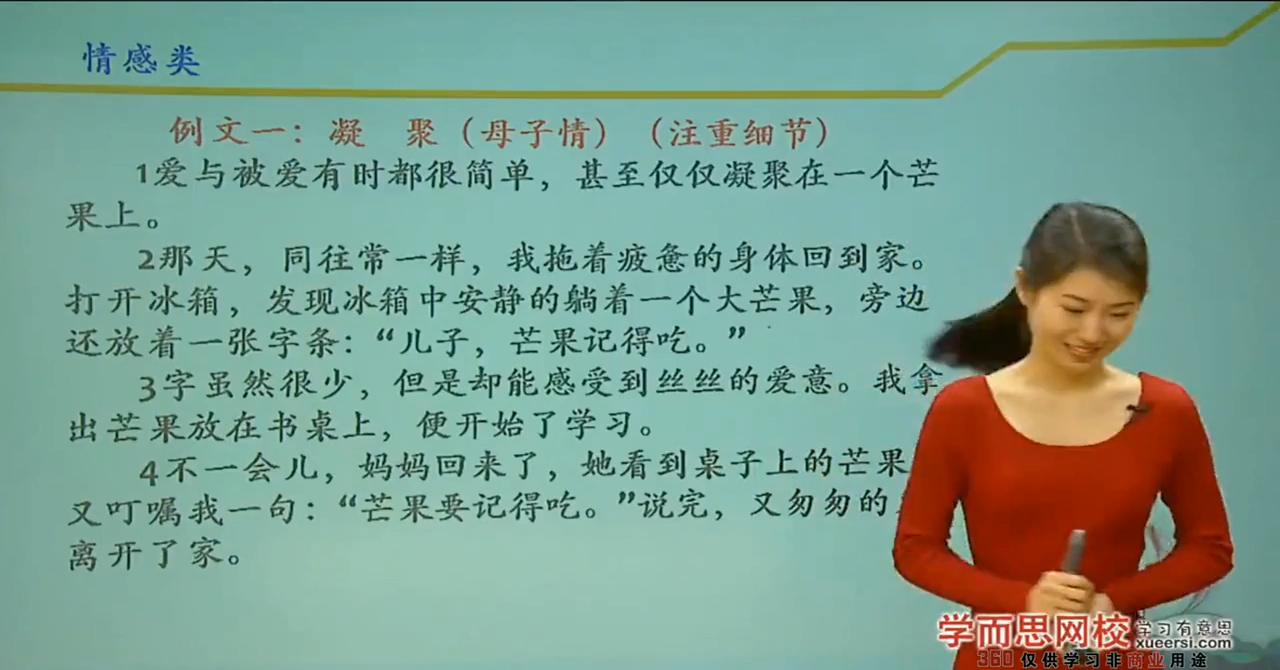 情感类
例文一：凝 聚（母子情）（注重细节）
1爱与被爱有时都很简单，甚至仅仅凝聚在一个芒
果上。
2那天，同往常一样，我拖着疲惫的身体回到家。
打开冰箱，发现冰箱中安静的躺着一个大芒果，旁边
还放着一张字条：“儿子，芒果记得吃。”
3字虽然很少，但是却能感受到丝丝的爱意。我拿
出芒果放在书桌上，便开始了学习。
4不一会儿，妈妈回来了，她看到桌子上的芒果
又叮嘱我一句：“芒果要记得吃。”说完，又匆匆的
离开了家。
学而思网校 学习有意思
xueersi.com
360 仅供学习非商业用途